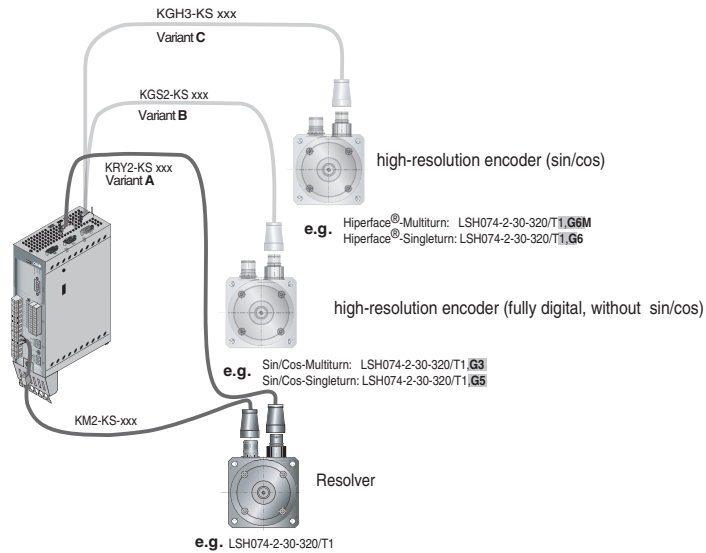 KGH3-KS xxx
Variant C
KGS2-KS xxx
Variant B
KRY2-KS xxx
Variant A
high-resolution encoder (sin/cos)
e.g. Hiperface®-Multiturn: LSH074-2-30-320/T1,G6M
Hiperface®-Singleturn: LSH074-2-30-320/T1,G6
high-resolution encoder (fully digital, without sin/cos)
e.g. Sin/Cos-Multiturn: LSH074-2-30-320/T1,G3
Sin/Cos-Singleturn: LSH074-2-30-320/T1,G5
KM2-KS-xxx
Resolver
e.g. LSH074-2-30-320/T1